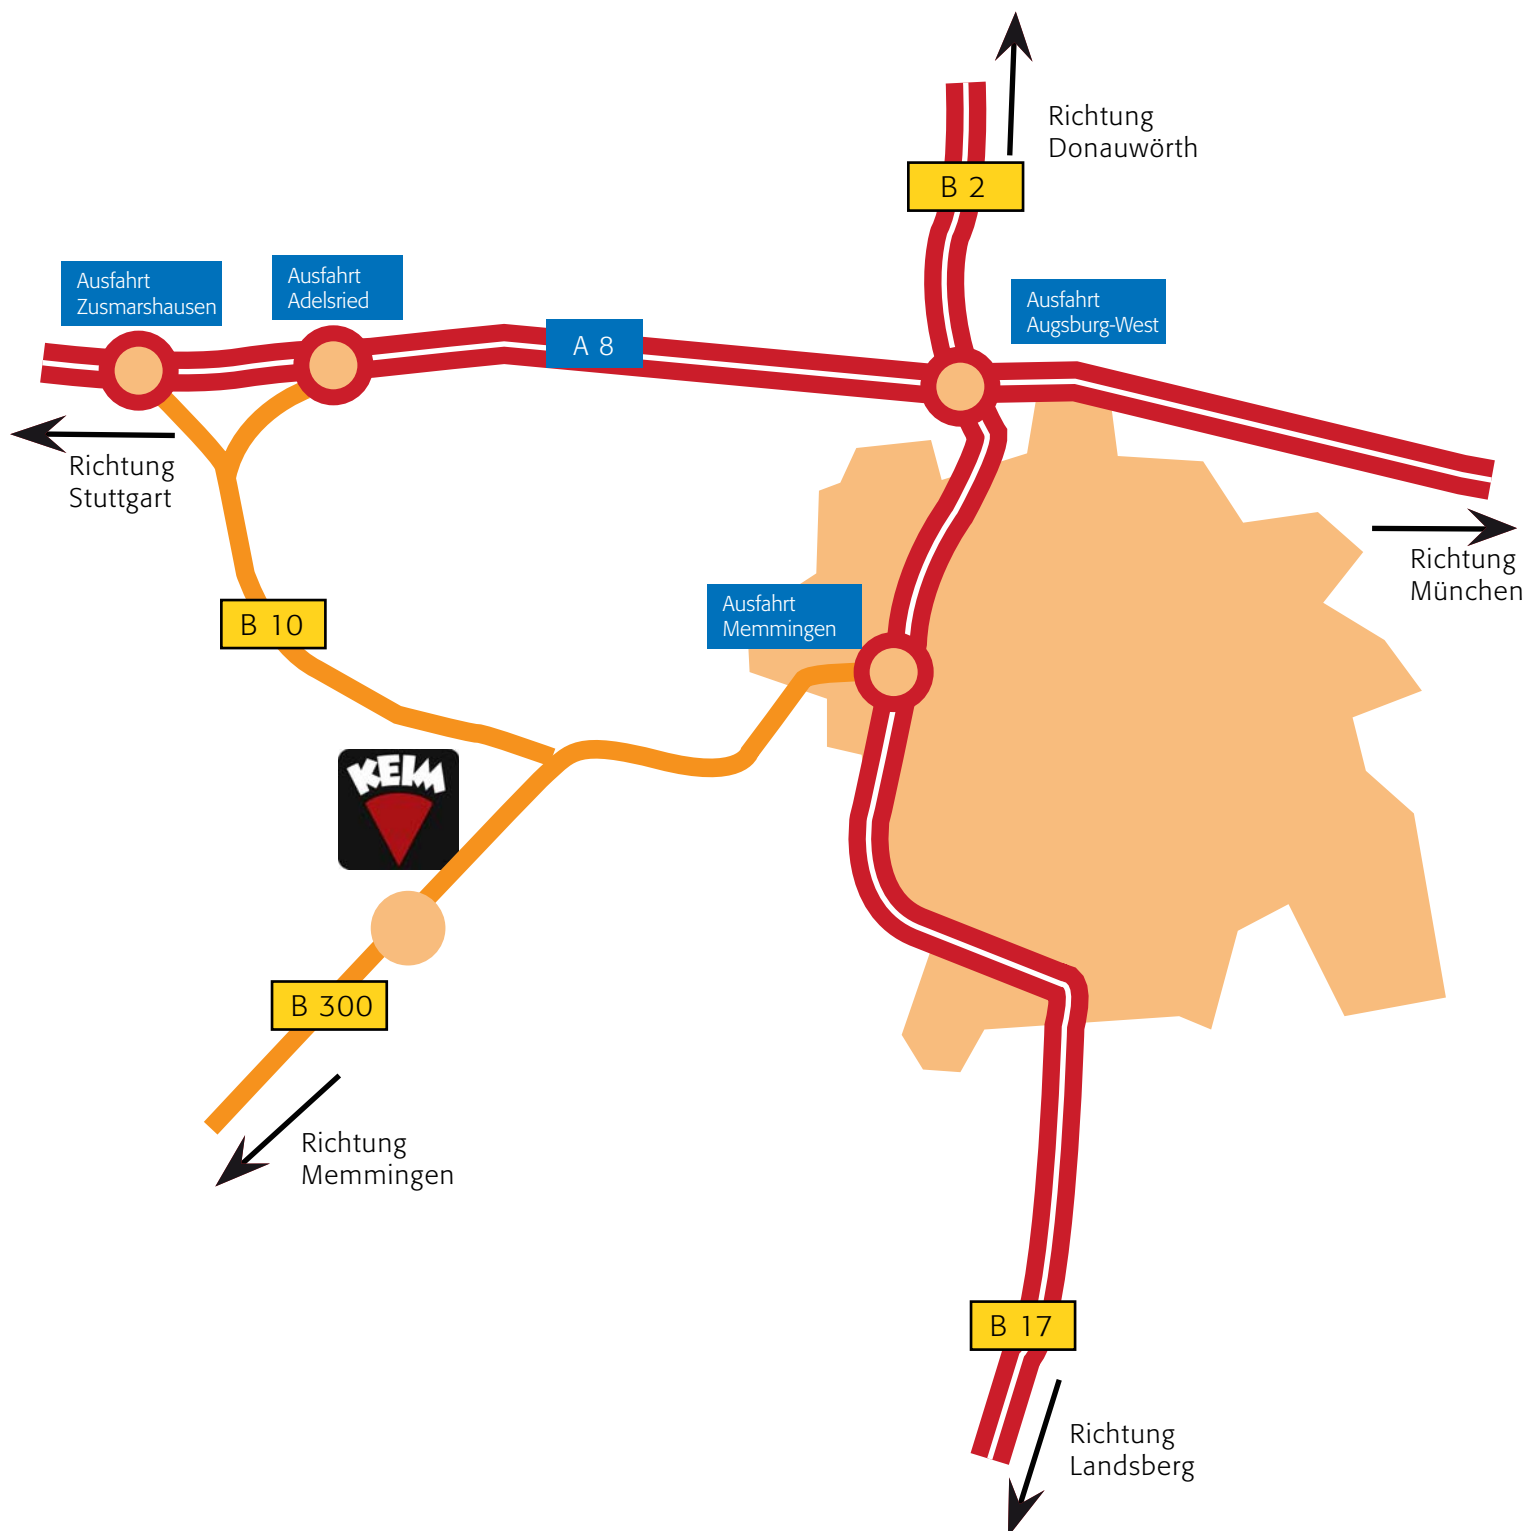 Richtung
Donauwörth
B 2
Ausfahrt
Zusmarshausen
Ausfahrt
Adelsried
Ausfahrt
Augsburg-West
A 8
Richtung
Stuttgart
Richtung
München
Ausfahrt
Memmingen
B 10
KEIM
B 300
Richtung
Memmingen
B 17
Richtung
Landsberg